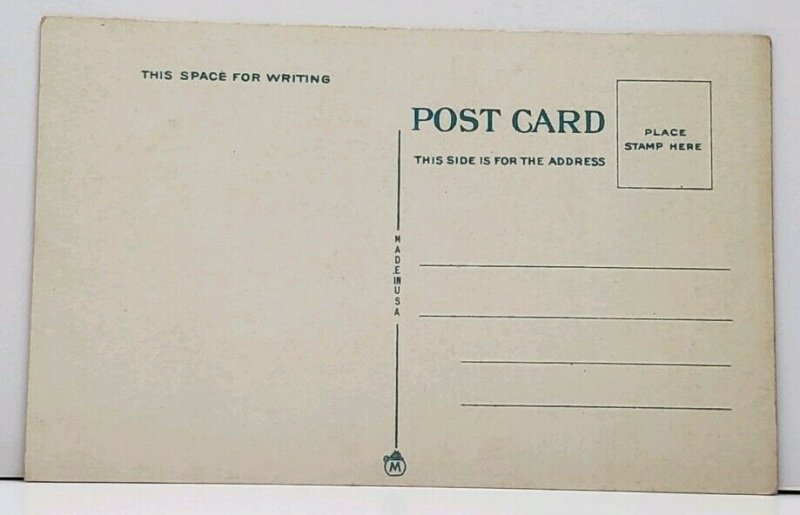 THIS SPACE FOR WRITING
POST CARD
THIS SIDE IS FOR THE ADDRESS
PLACE
STAMP HERE
MADE IN USA
M